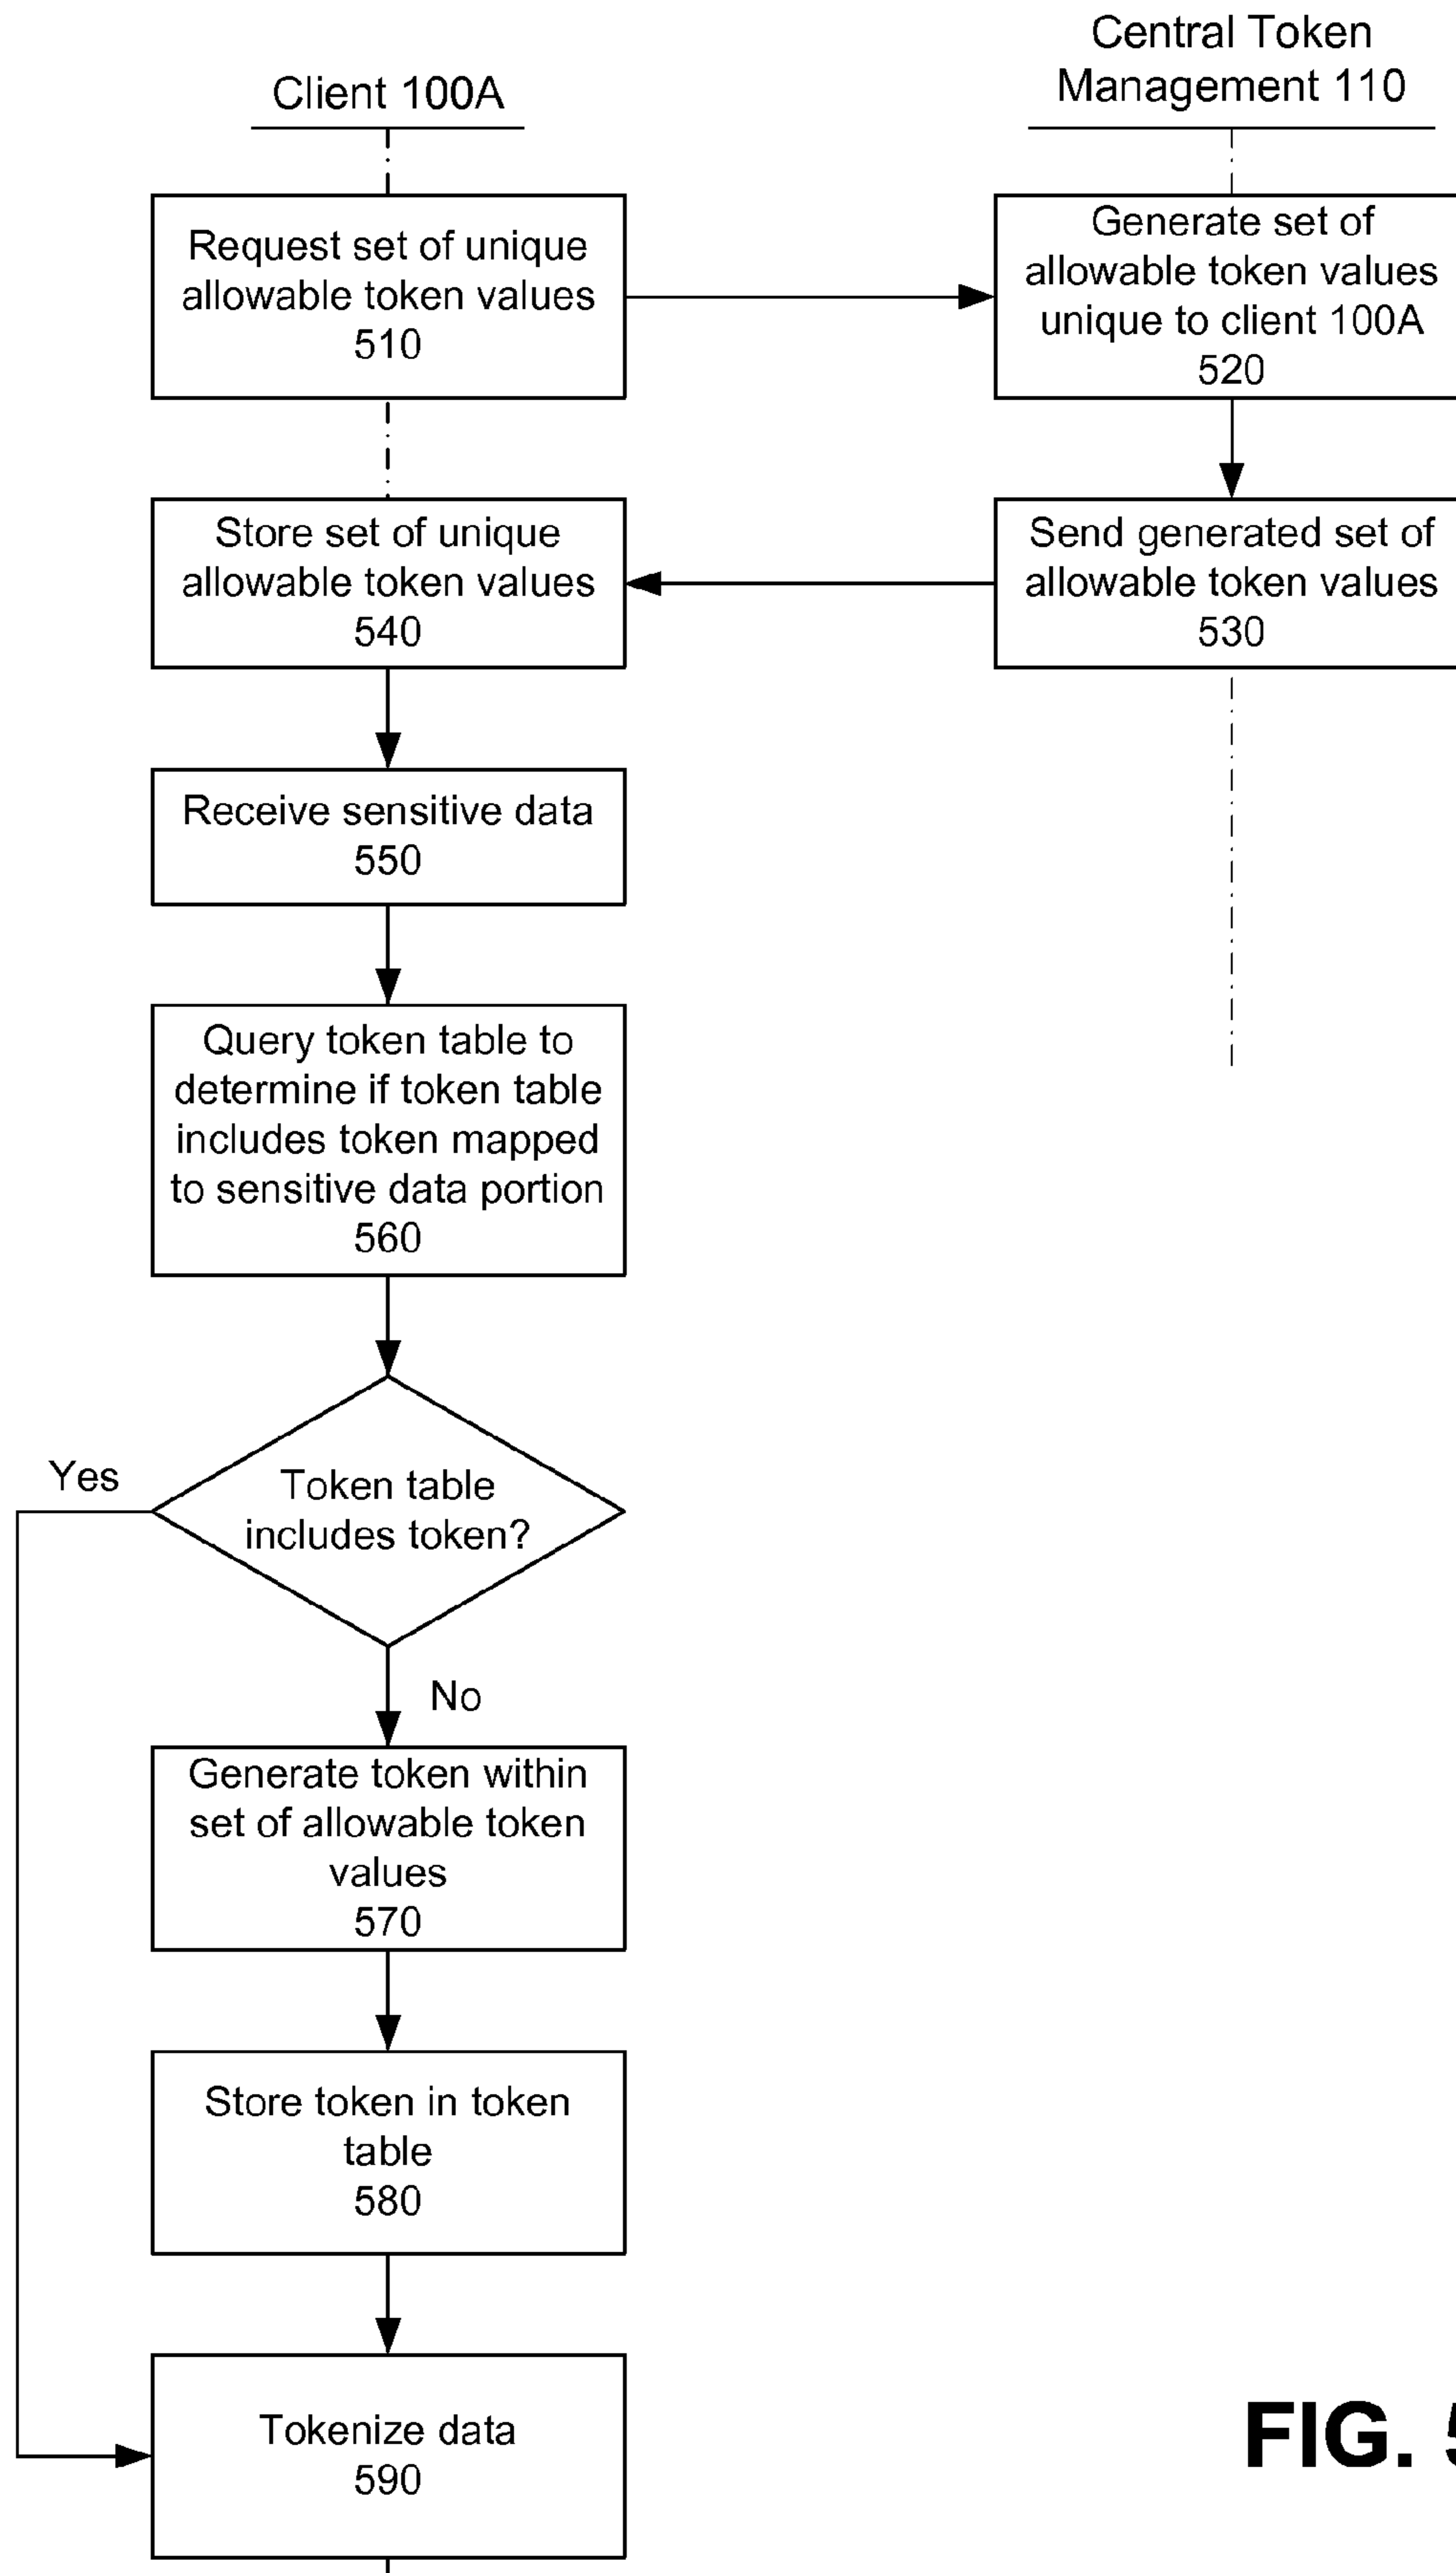 Client 100A
Central Token
Management 110
Request set of unique
allowable token values
510
Generate set of
allowable token values
unique to client 100A
520
Store set of unique
allowable token values
540
Send generated set of
allowable token values
530
Receive sensitive data
550
Query token table to
determine if token table
includes token mapped
to sensitive data portion
560
Yes
Token table
includes token?
No
Generate token within
set of allowable token
values
570
Store token in token
table
580
Tokenize data
590
FIG. 5